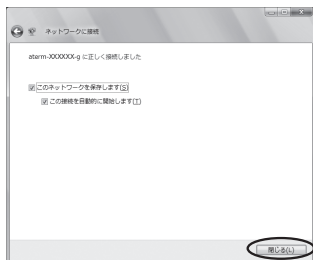 ネットワークに接続
aterm-XXXXXX-g に正しく接続しました
このネットワークを保存します(S)
この接続を自動的に開始します(T)
閉じる(L)